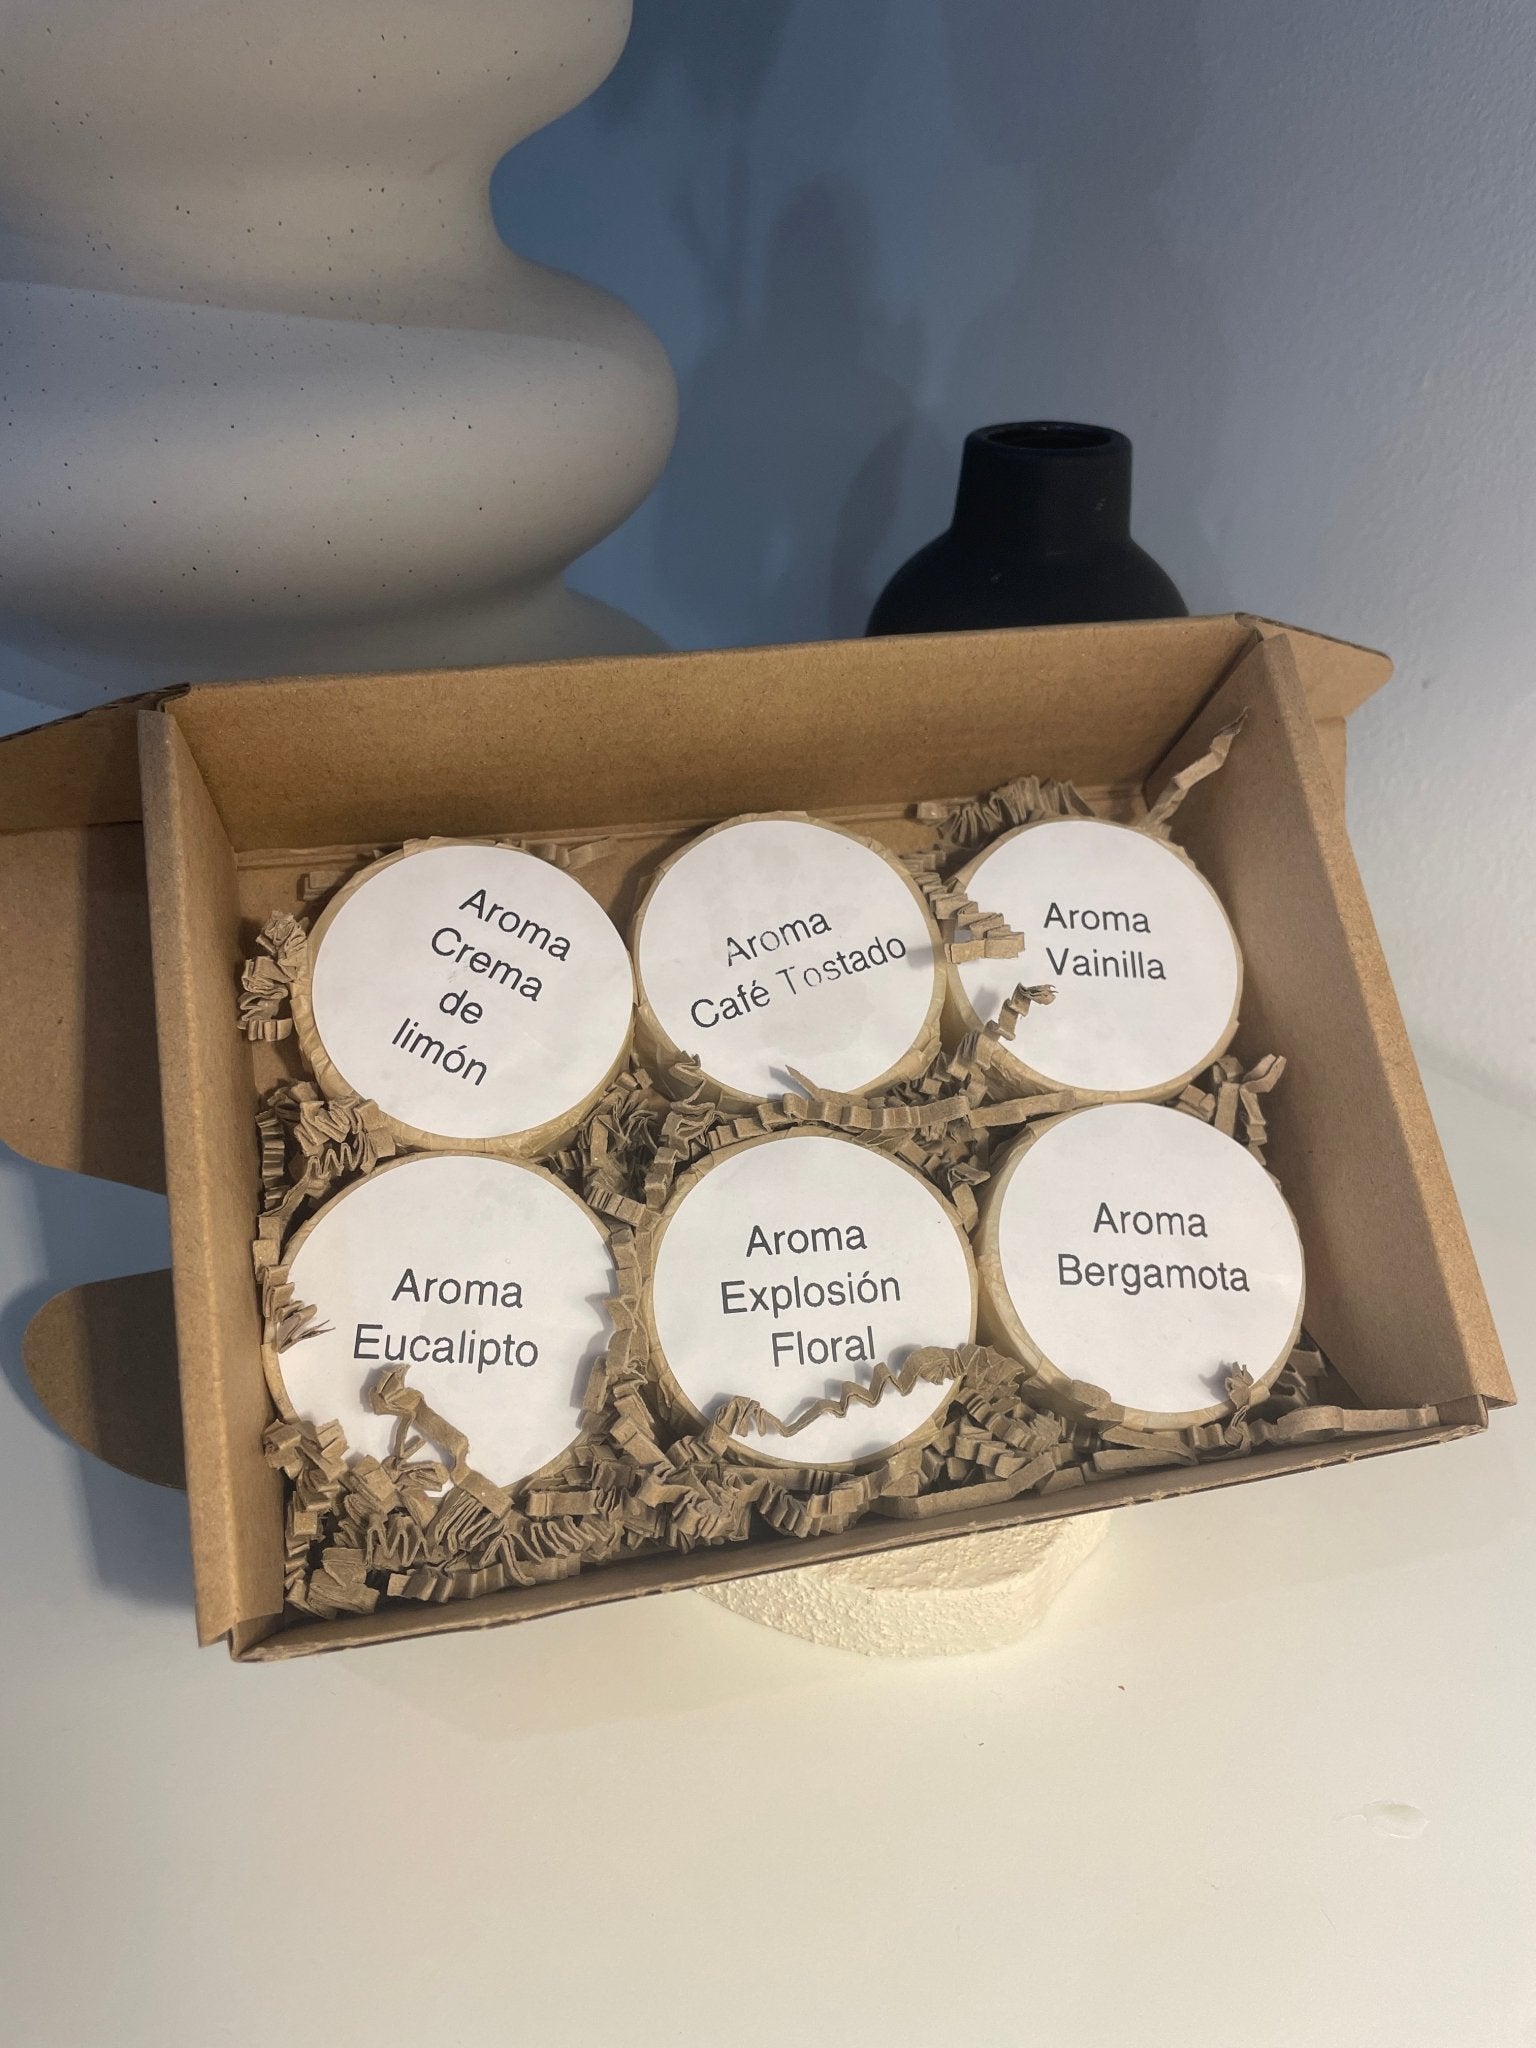 Aroma
Crema
de
limón
Aroma
Café Tostado
Aroma
Vainilla
Aroma
Eucalipto
Aroma
Explosión
Floral
Aroma
Bergamota